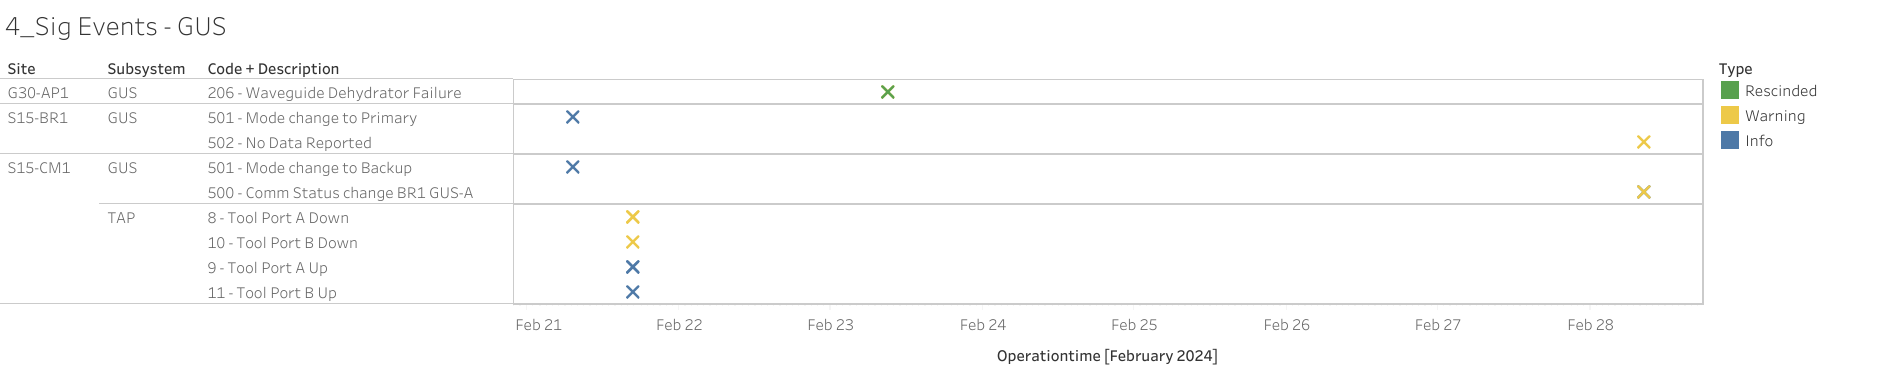 4_Sig Events - GUS
Site Subsystem Code + Description Type
G30-AP1 GUS 206 - Waveguide Dehydrator Failure Rescinded
S15-BR1 GUS 501 - Mode change to Primary Warning
502 - No Data Reported Info
S15-CM1 GUS 501 - Mode change to Backup
500 - Comm Status change BR1 GUS-A
TAP 8 - Tool Port A Down
10 - Tool Port B Down
9 - Tool Port A Up
11 - Tool Port B Up
Feb 21 Feb 22 Feb 23 Feb 24 Feb 25 Feb 26 Feb 27 Feb 28
Operationtime [February 2024]